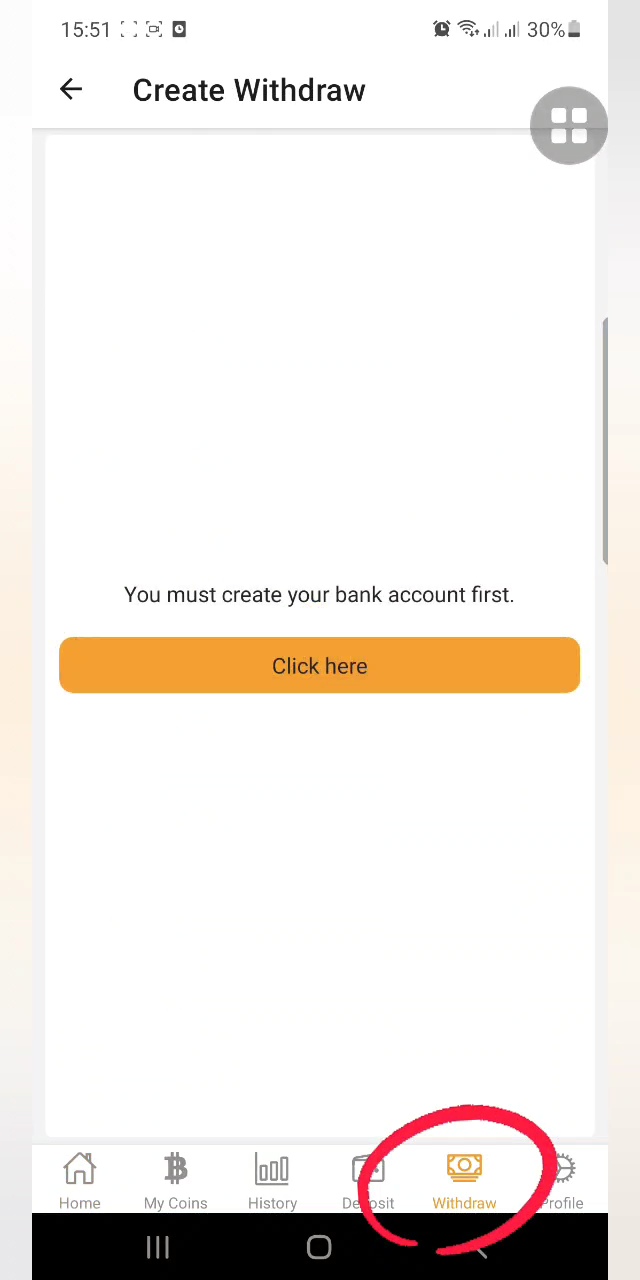 15:51 30%
Create Withdraw
You must create your bank account first.
Click here
Home My Coins History Deposit Withdraw Profile